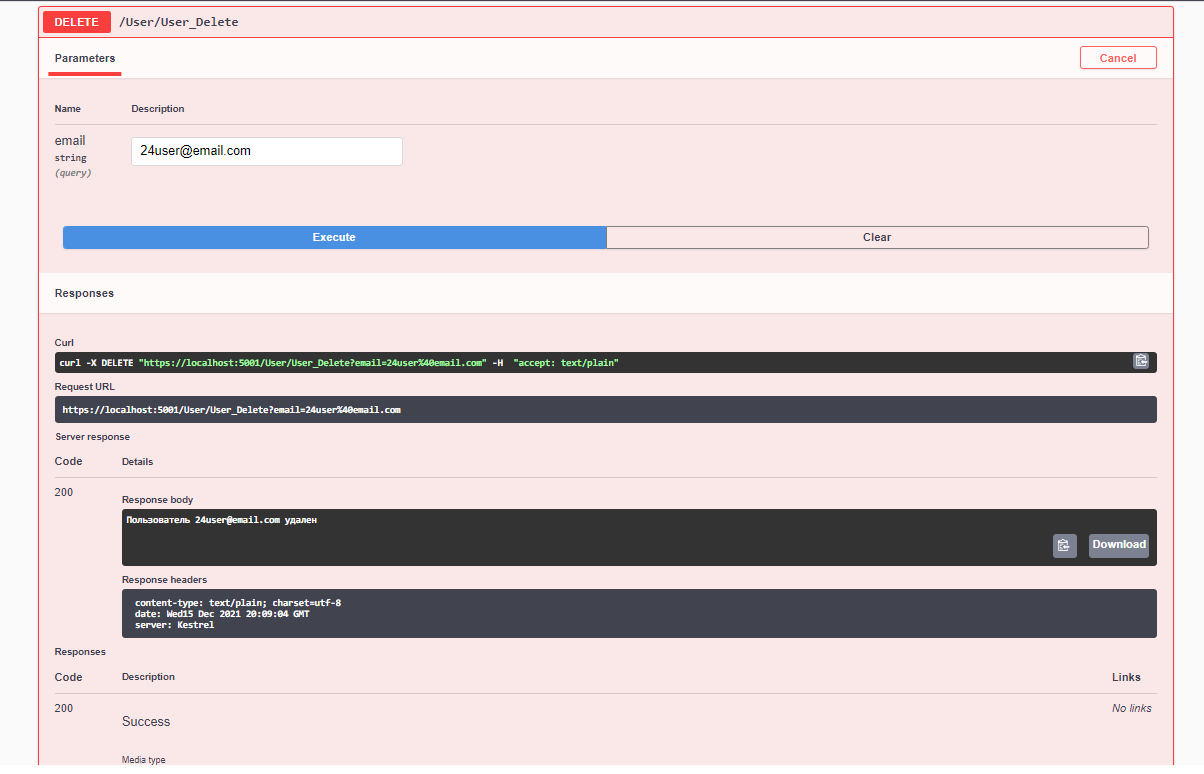 DELETE /User/User_Delete
Parameters
Cancel
Name Description
email
string
(query)
24user@email.com
Execute Clear
Responses
Curl
curl -X DELETE "https://localhost:5001/User/User_Delete?email=24user%40email.com" -H  "accept: text/plain"
Request URL
https://localhost:5001/User/User_Delete?email=24user%40email.com
Server response
Code Details
200
Response body
Пользователь 24user@email.com удален
Download
Response headers
content-type: text/plain; charset=utf-8
date: Wed15 Dec 2021 20:09:04 GMT
server: Kestrel
Responses
Code Description Links
200
Success
No links
Media type